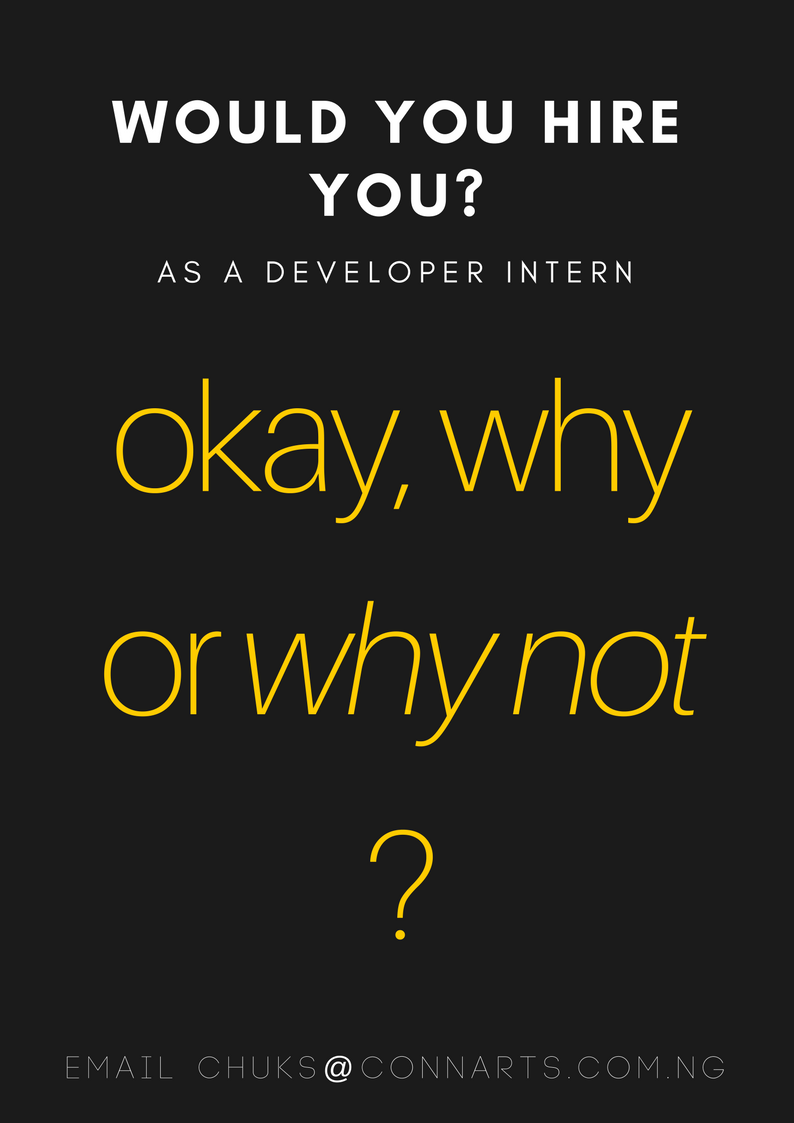 WOULD YOU HIRE
YOU?
AS A DEVELOPER INTERN
okay, why
or why not
?
EMAIL CHUKS@CONNARTS.COM.NG